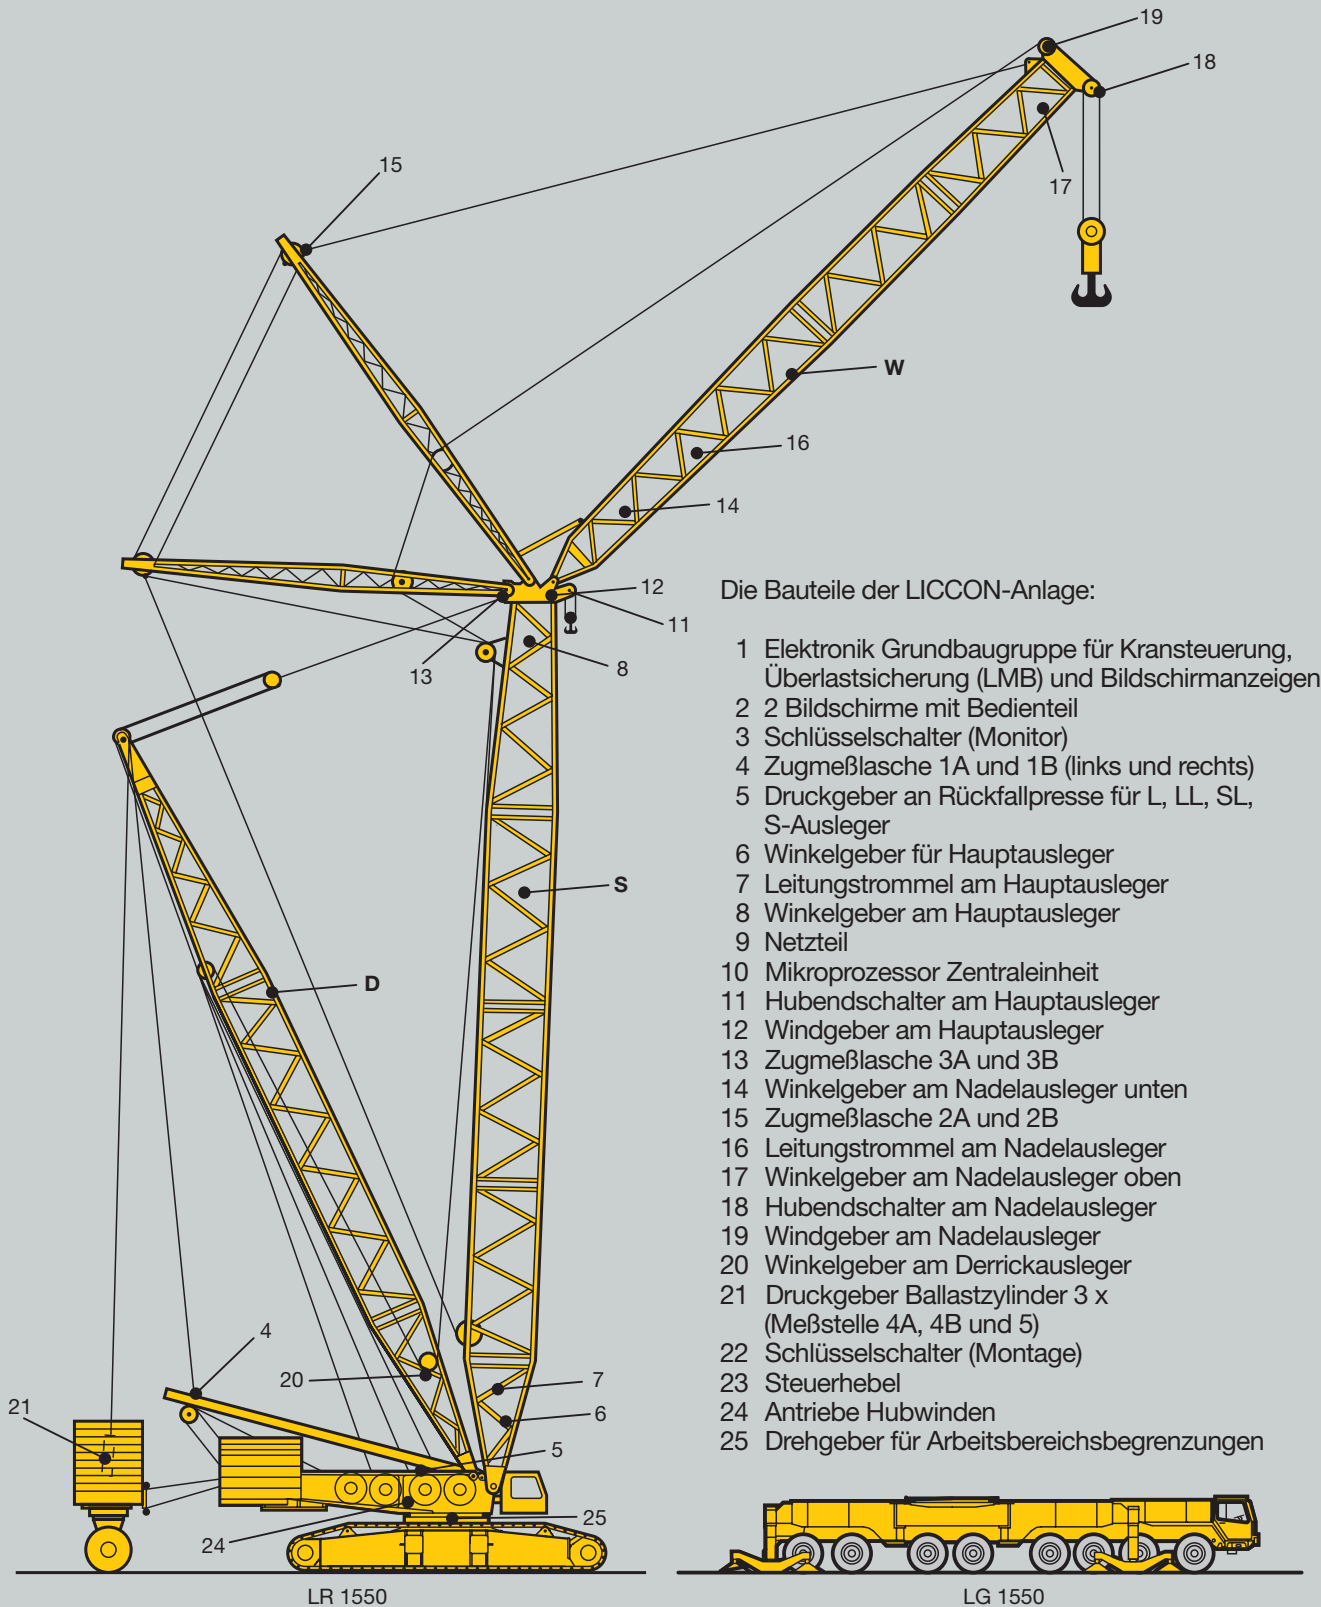 19
18
15
17
W
16
14
12
11
8
13
Die Bauteile der LICCON-Anlage:
1 Elektronik Grundbaugruppe für Kransteuerung,
Überlastsicherung (LMB) und Bildschirmanzeigen
2 2 Bildschirme mit Bedienteil
3 Schlüsselschalter (Monitor)
4 Zugmeßlasche 1A und 1B (links und rechts)
5 Druckgeber an Rückfallpresse für L, LL, SL,
S-Ausleger
6 Winkelgeber für Hauptausleger
7 Leitungstrommel am Hauptausleger
8 Winkelgeber am Hauptausleger
9 Netzteil
10 Mikroprozessor Zentraleinheit
11 Hubendschalter am Hauptausleger
12 Windgeber am Hauptausleger
13 Zugmeßlasche 3A und 3B
14 Winkelgeber am Nadelausleger unten
15 Zugmeßlasche 2A und 2B
16 Leitungstrommel am Nadelausleger
17 Winkelgeber am Nadelausleger oben
18 Hubendschalter am Nadelausleger
19 Windgeber am Nadelausleger
20 Winkelgeber am Derrickausleger
21 Druckgeber Ballastzylinder 3 x
(Meßstelle 4A, 4B und 5)
22 Schlüsselschalter (Montage)
23 Steuerhebel
24 Antriebe Hubwinden
25 Drehgeber für Arbeitsbereichsbegrenzungen
S
D
4
20
7
21
6
5
25
24
LR 1550
LG 1550